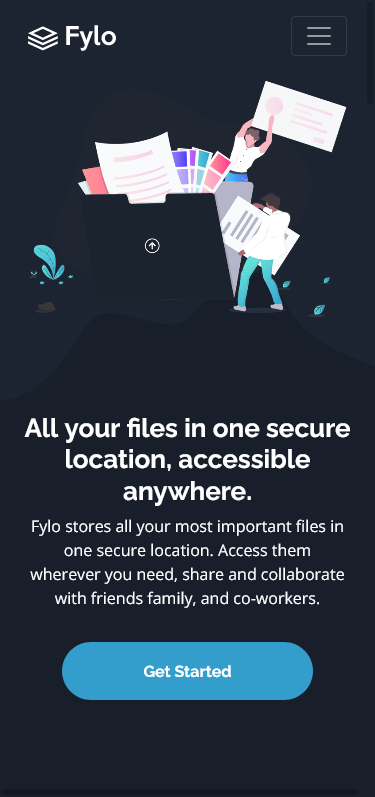 Fylo
All your files in one secure
location, accessible
anywhere.
Fylo stores all your most important files in
one secure location. Access them
wherever you need, share and collaborate
with friends family, and co-workers.
Get Started